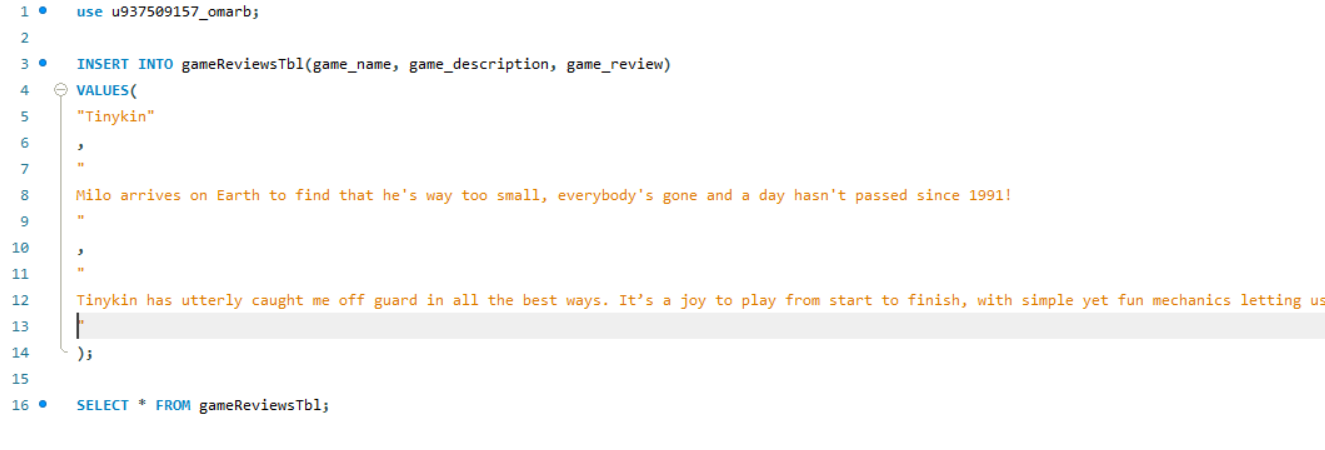 1 use u937509157_omarb;
2
3 INSERT INTO gameReviewsTbl(game_name, game_description, game_review)
4 VALUES(
5 "Tinykin"
6 ,
7 "
8 Milo arrives on Earth to find that he's way too small, everybody's gone and a day hasn't passed since 1991!
9 "
10 ,
11 "
12 Tinykin has utterly caught me off guard in all the best ways. It’s a joy to play from start to finish, with simple yet fun mechanics letting us
13 "
14 );
15
16 SELECT * FROM gameReviewsTbl;